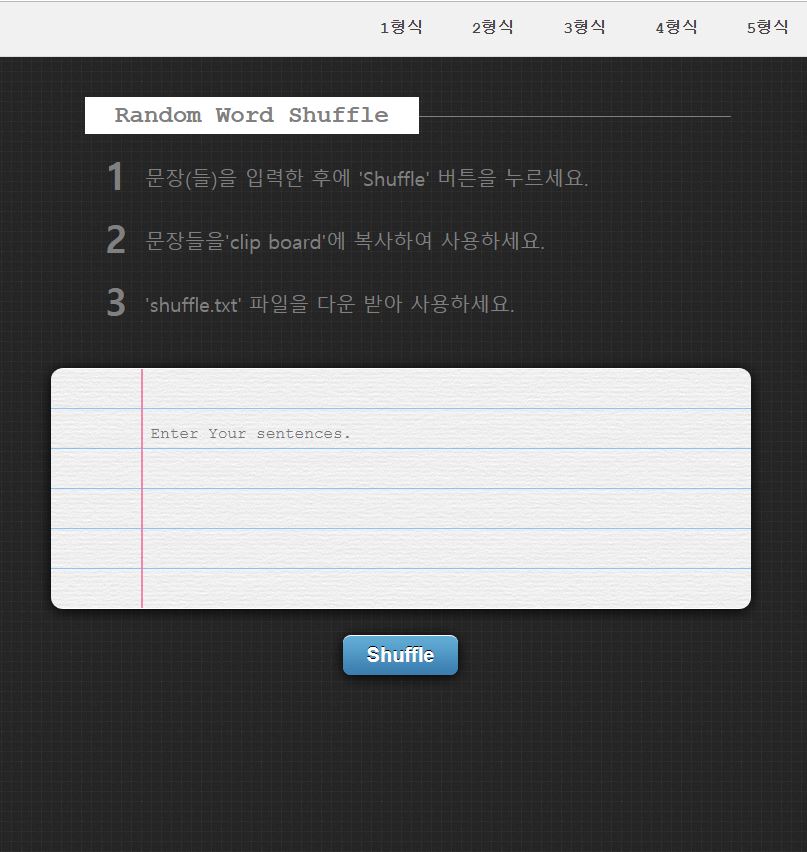 1형식 2형식 3형식 4형식 5형식
Random Word Shuffle
1 문장(들)을 입력한 후에 'Shuffle' 버튼을 누르세요.
2 문장들을'clip board'에 복사하여 사용하세요.
3 'shuffle.txt' 파일을 다운 받아 사용하세요.
Enter Your sentences.
Shuffle